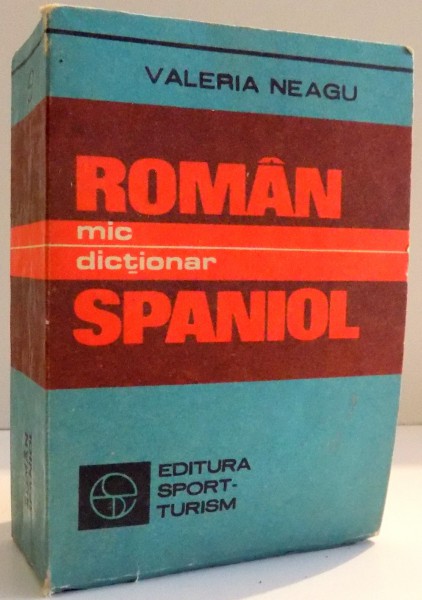 VALERIA NEAGU
ROMÂN
mic
dicționar
SPANIOL
EDITURA
SPORT-
TURISM